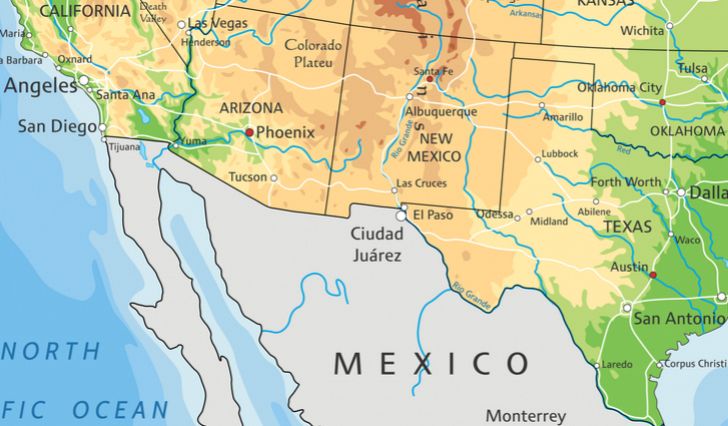 CALIFORNIA
Death
Valley
Las Vegas
Henderson
Colorado
Plateu
Arkansas
KANSAS
Wichita
Maria
Barbara
Oxnard
Angeles
Santa Ana
Santa Fe
Tulsa
Oklahoma City
ARIZONA
Albuquerque
Amarillo
San Diego
Phoenix
Rio Grande
NEW
MEXICO
OKLAHOMA
Tijuana
Yuma
Lubbock
Red
Tucson
Las Cruces
Fort Worth
Dalla
El Paso
Odessa
Midland
Abilene
Ciudad
Juárez
TEXAS
Waco
Austin
Rio Grande
San Antonio
NORTH
MEXICO
Laredo
Corpus Christi
FIC OCEAN
Monterrey